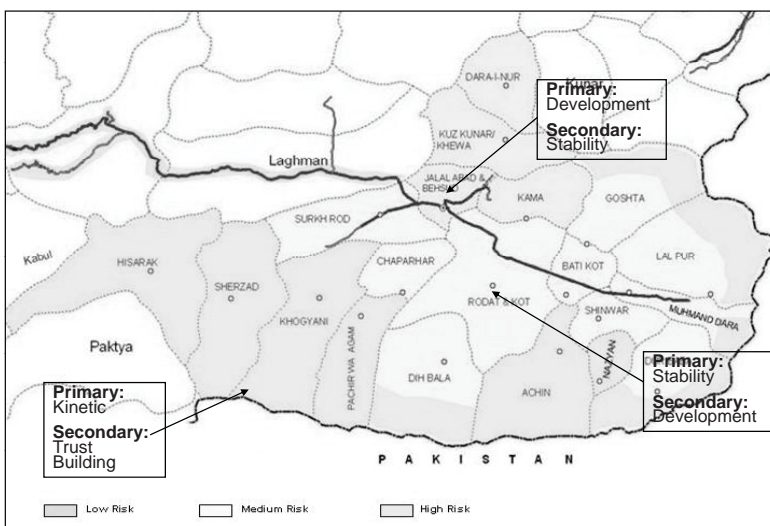 DARA-I-NUR
Kunar
Primary:
Development
Secondary:
Stability
KUZ KUNAR/
KHEWA
Laghman
JALAL ABAD &
BEHSUD
KAMA
GOSHTA
SURKH ROD
LAL PUR
Kabul
HISARAK
CHAPARHAR
BATI KOT
SHERZAD
RODAT & KOT
SHINWAR
MUHMAND DARA
KHOGYANI
PACHIR WA AGAM
Paktya
NAZYAN
DIH BALA
ACHIN
Primary:
Stability
Secondary:
Development
Primary:
Kinetic
Secondary:
Trust
Building
PAKISTAN
Low Risk
Medium Risk
High Risk